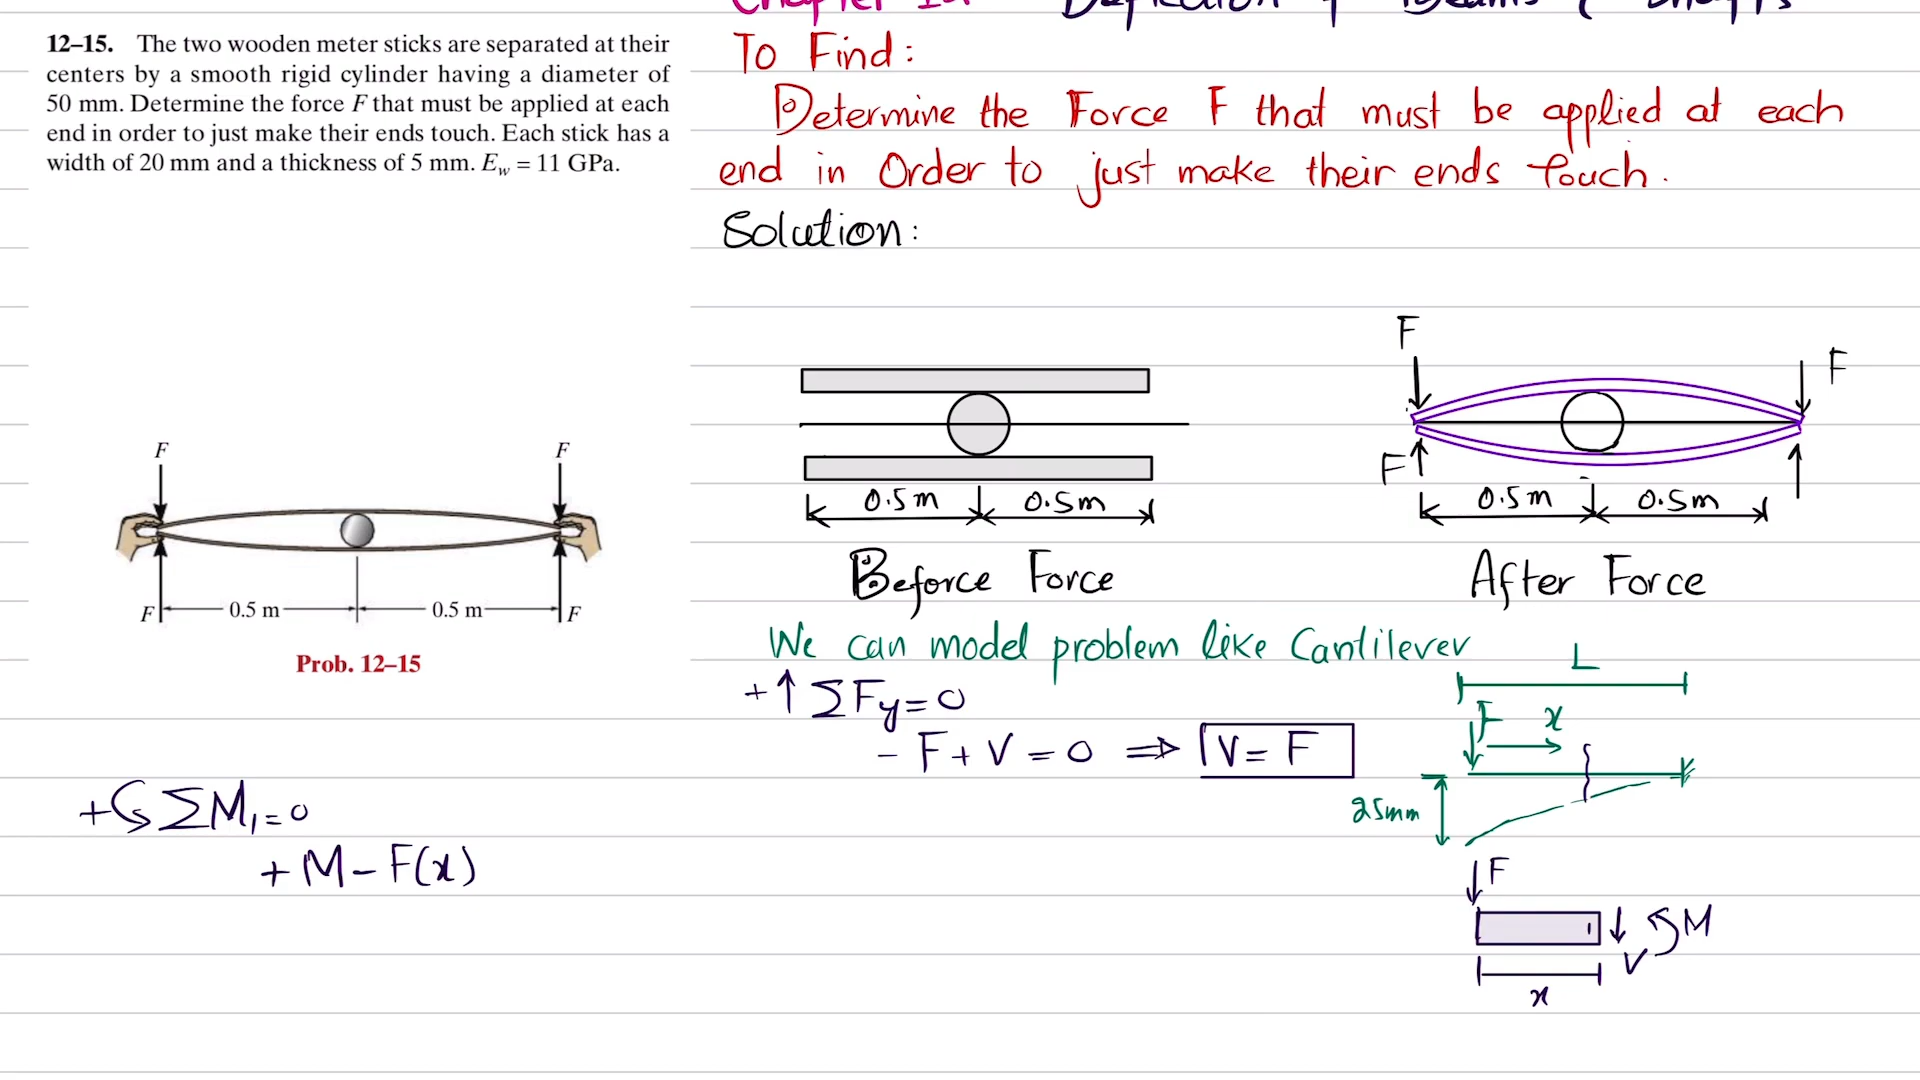 12–15. The two wooden meter sticks are separated at their
centers by a smooth rigid cylinder having a diameter of
50 mm. Determine the force F that must be applied at each
end in order to just make their ends touch. Each stick has a
width of 20 mm and a thickness of 5 mm. E_w = 11 GPa.
F F
F 0.5 m 0.5 m F
Prob. 12–15
+↺ ΣM₁=0
+ M – F(x)
To Find:
Determine the Force F that must be applied at each
end in Order to just make their ends touch.
Solution:
0.5m 0.5m
Beforce Force
F F
F
0.5m 0.5m
After Force
We can model problem like Cantilever
+↑ ΣFy=0
- F + V = 0 ⇒ V = F
L
F x
25mm
F
M
V
x